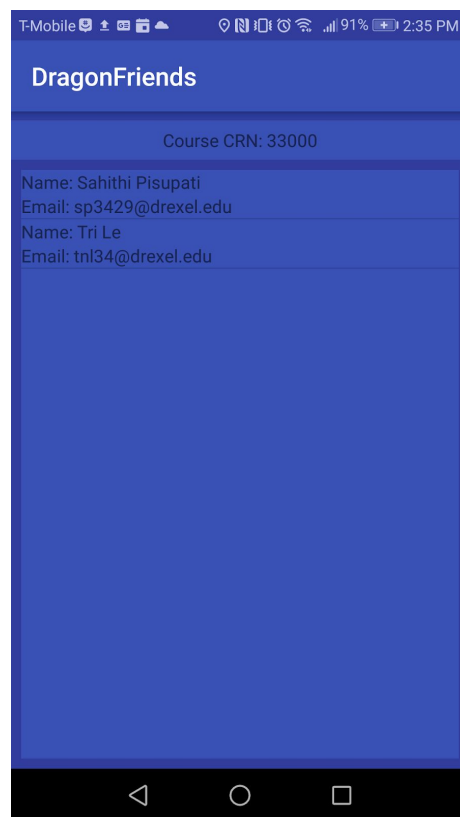 T-Mobile 91% 2:35 PM
DragonFriends
Course CRN: 33000
Name: Sahithi Pisupati
Email: sp3429@drexel.edu
Name: Tri Le
Email: tnl34@drexel.edu